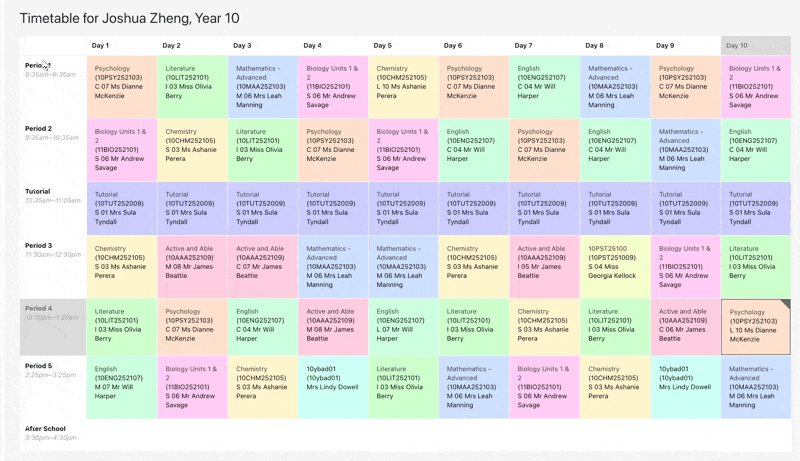 Timetable for Joshua Zheng, Year 10
Day 1 Day 2 Day 3 Day 4 Day 5 Day 6 Day 7 Day 8 Day 9 Day 10
Period
8:35am–9:35am
Psychology
(10PSY252103)
C 07 Ms Dianne
McKenzie
Literature
(10LIT252101)
I 03 Miss Olivia
Berry
Mathematics -
Advanced
(10MAA252103)
M 06 Mrs Leah
Manning
Biology Units 1 &
2
(11BIO252101)
S 06 Mr Andrew
Savage
Chemistry
(10CHM252105)
L 10 Ms Ashanie
Perera
Psychology
(10PSY252103)
C 07 Ms Dianne
McKenzie
English
(10ENG252107)
C 04 Mr Will
Harper
Mathematics -
Advanced
(10MAA252103)
M 06 Mrs Leah
Manning
Psychology
(10PSY252103)
C 07 Ms Dianne
McKenzie
Biology Units 1 &
2
(11BIO252101)
S 06 Mr Andrew
Savage
Period 2
9:35am–10:35am
Biology Units 1 &
2
(11BIO252101)
S 06 Mr Andrew
Savage
Chemistry
(10CHM252105)
S 03 Ms Ashanie
Perera
Literature
(10LIT252101)
I 03 Miss Olivia
Berry
Psychology
(10PSY252103)
C 07 Ms Dianne
McKenzie
Biology Units 1 &
2
(11BIO252101)
S 06 Mr Andrew
Savage
English
(10ENG252107)
C 04 Mr Will
Harper
Psychology
(10PSY252103)
C 07 Ms Dianne
McKenzie
English
(10ENG252107)
C 04 Mr Will
Harper
Mathematics -
Advanced
(10MAA252103)
M 06 Mrs Leah
Manning
English
(10ENG252107)
C 04 Mr Will
Harper
Tutorial
10:35am–11:05am
Tutorial
(10TUT252009)
S 01 Mrs Sula
Tyndall
Tutorial
(10TUT252009)
S 01 Mrs Sula
Tyndall
Tutorial
(10TUT252009)
S 01 Mrs Sula
Tyndall
Tutorial
(10TUT252009)
S 01 Mrs Sula
Tyndall
Tutorial
(10TUT252009)
S 01 Mrs Sula
Tyndall
Tutorial
(10TUT252009)
S 01 Mrs Sula
Tyndall
Tutorial
(10TUT252009)
S 01 Mrs Sula
Tyndall
Tutorial
(10TUT252009)
S 01 Mrs Sula
Tyndall
Tutorial
(10TUT252009)
S 01 Mrs Sula
Tyndall
Tutorial
(10TUT252009)
S 01 Mrs Sula
Tyndall
Period 3
11:30am–12:30pm
Chemistry
(10CHM252105)
S 03 Ms Ashanie
Perera
Active and Able
(10AAA252109)
M 08 Mr James
Beattie
Active and Able
(10AAA252109)
C 07 Mr James
Beattie
Mathematics -
Advanced
(10MAA252103)
M 06 Mrs Leah
Manning
Mathematics -
Advanced
(10MAA252103)
M 06 Mrs Leah
Manning
Chemistry
(10CHM252105)
S 03 Ms Ashanie
Perera
Active and Able
(10AAA252109)
I 05 Mr James
Beattie
10PST25100
(10PST251009)
S 04 Miss
Georgia Kellock
Biology Units 1 &
2
(11BIO252101)
S 06 Mr Andrew
Savage
Literature
(10LIT252101)
I 03 Miss Olivia
Berry
Period 4
12:30pm–1:30pm
Literature
(10LIT252101)
I 03 Miss Olivia
Berry
Psychology
(10PSY252103)
C 07 Ms Dianne
McKenzie
English
(10ENG252107)
C 04 Mr Will
Harper
Active and Able
(10AAA252109)
M 08 Mr James
Beattie
English
(10ENG252107)
L 07 Mr Will
Harper
Literature
(10LIT252101)
I 03 Miss Olivia
Berry
Chemistry
(10CHM252105)
S 03 Ms Ashanie
Perera
Literature
(10LIT252101)
I 03 Miss Olivia
Berry
Active and Able
(10AAA252109)
C 06 Mr James
Beattie
Psychology
(10PSY252103)
L 10 Ms Dianne
McKenzie
Period 5
2:25pm–3:25pm
English
(10ENG252107)
M 07 Mr Will
Harper
Biology Units 1 &
2
(11BIO252101)
S 06 Mr Andrew
Savage
Chemistry
(10CHM252105)
S 03 Ms Ashanie
Perera
10ybad01
(10ybad01)
Mrs Lindy Dowell
Literature
(10LIT252101)
I 03 Miss Olivia
Berry
Mathematics -
Advanced
(10MAA252103)
M 06 Mrs Leah
Manning
Biology Units 1 &
2
(11BIO252101)
S 06 Mr Andrew
Savage
Chemistry
(10CHM252105)
S 03 Ms Ashanie
Perera
10ybad01
(10ybad01)
Mrs Lindy Dowell
Mathematics -
Advanced
(10MAA252103)
M 06 Mrs Leah
Manning
After School
3:30pm–4:30pm